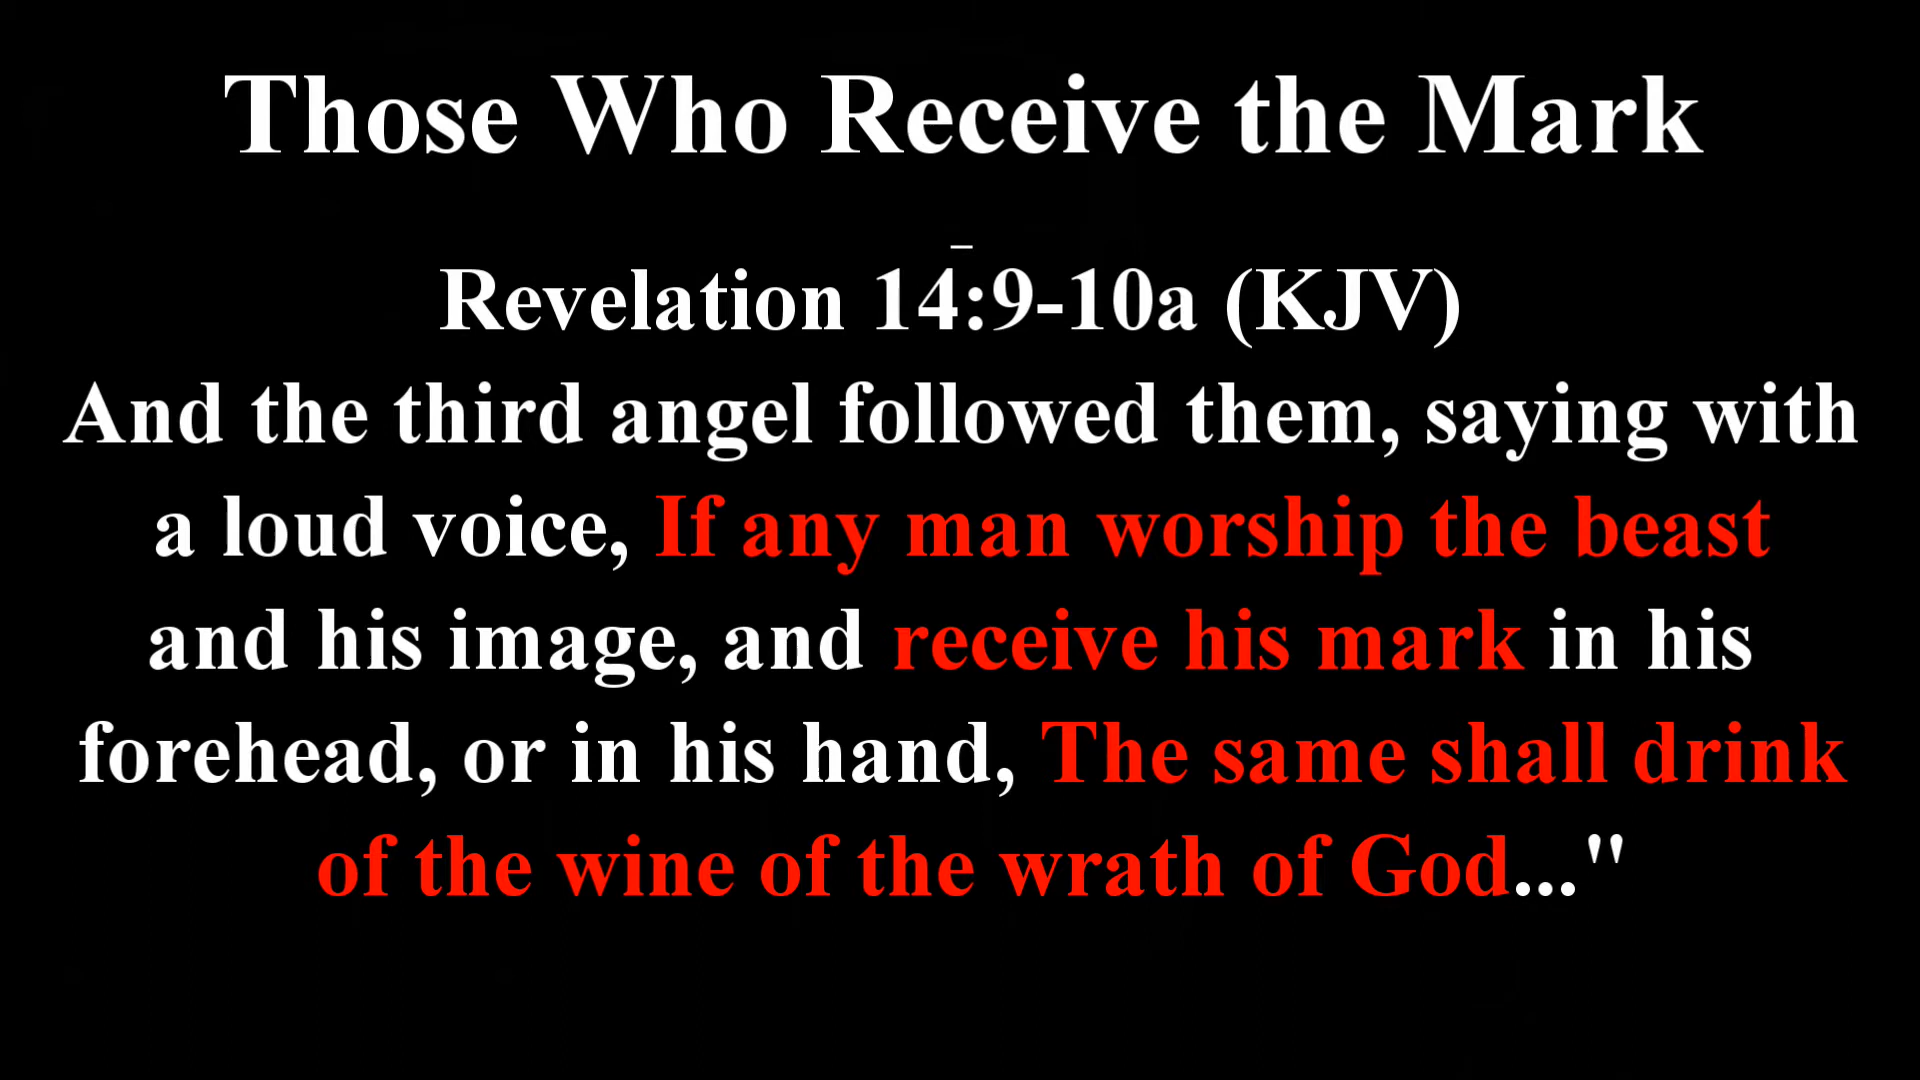 Those Who Receive the Mark
–
Revelation 14:9-10a (KJV)
And the third angel followed them, saying with
a loud voice, If any man worship the beast
and his image, and receive his mark in his
forehead, or in his hand, The same shall drink
of the wine of the wrath of God..."